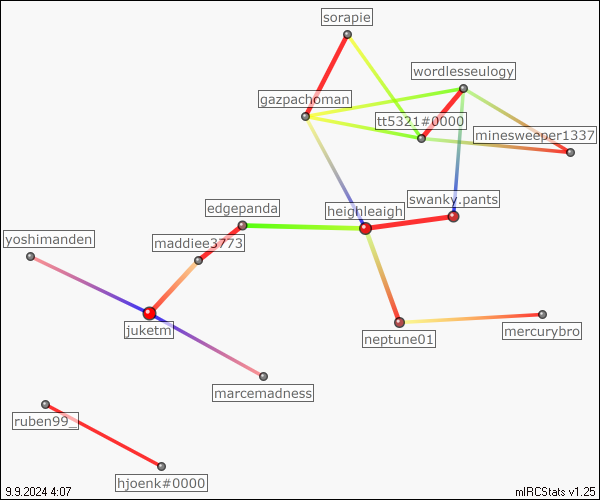 sorapie
wordlesseulogy
gazpachoman
tt5321#0000
minesweeper1337
swanky.pants
edgepanda
heighleaigh
yoshimanden
maddiee3773
juketm
neptune01
mercurybro
marcemadness
ruben99_
hjoenk#0000
9.9.2024 4:07
mIRCStats v1.25